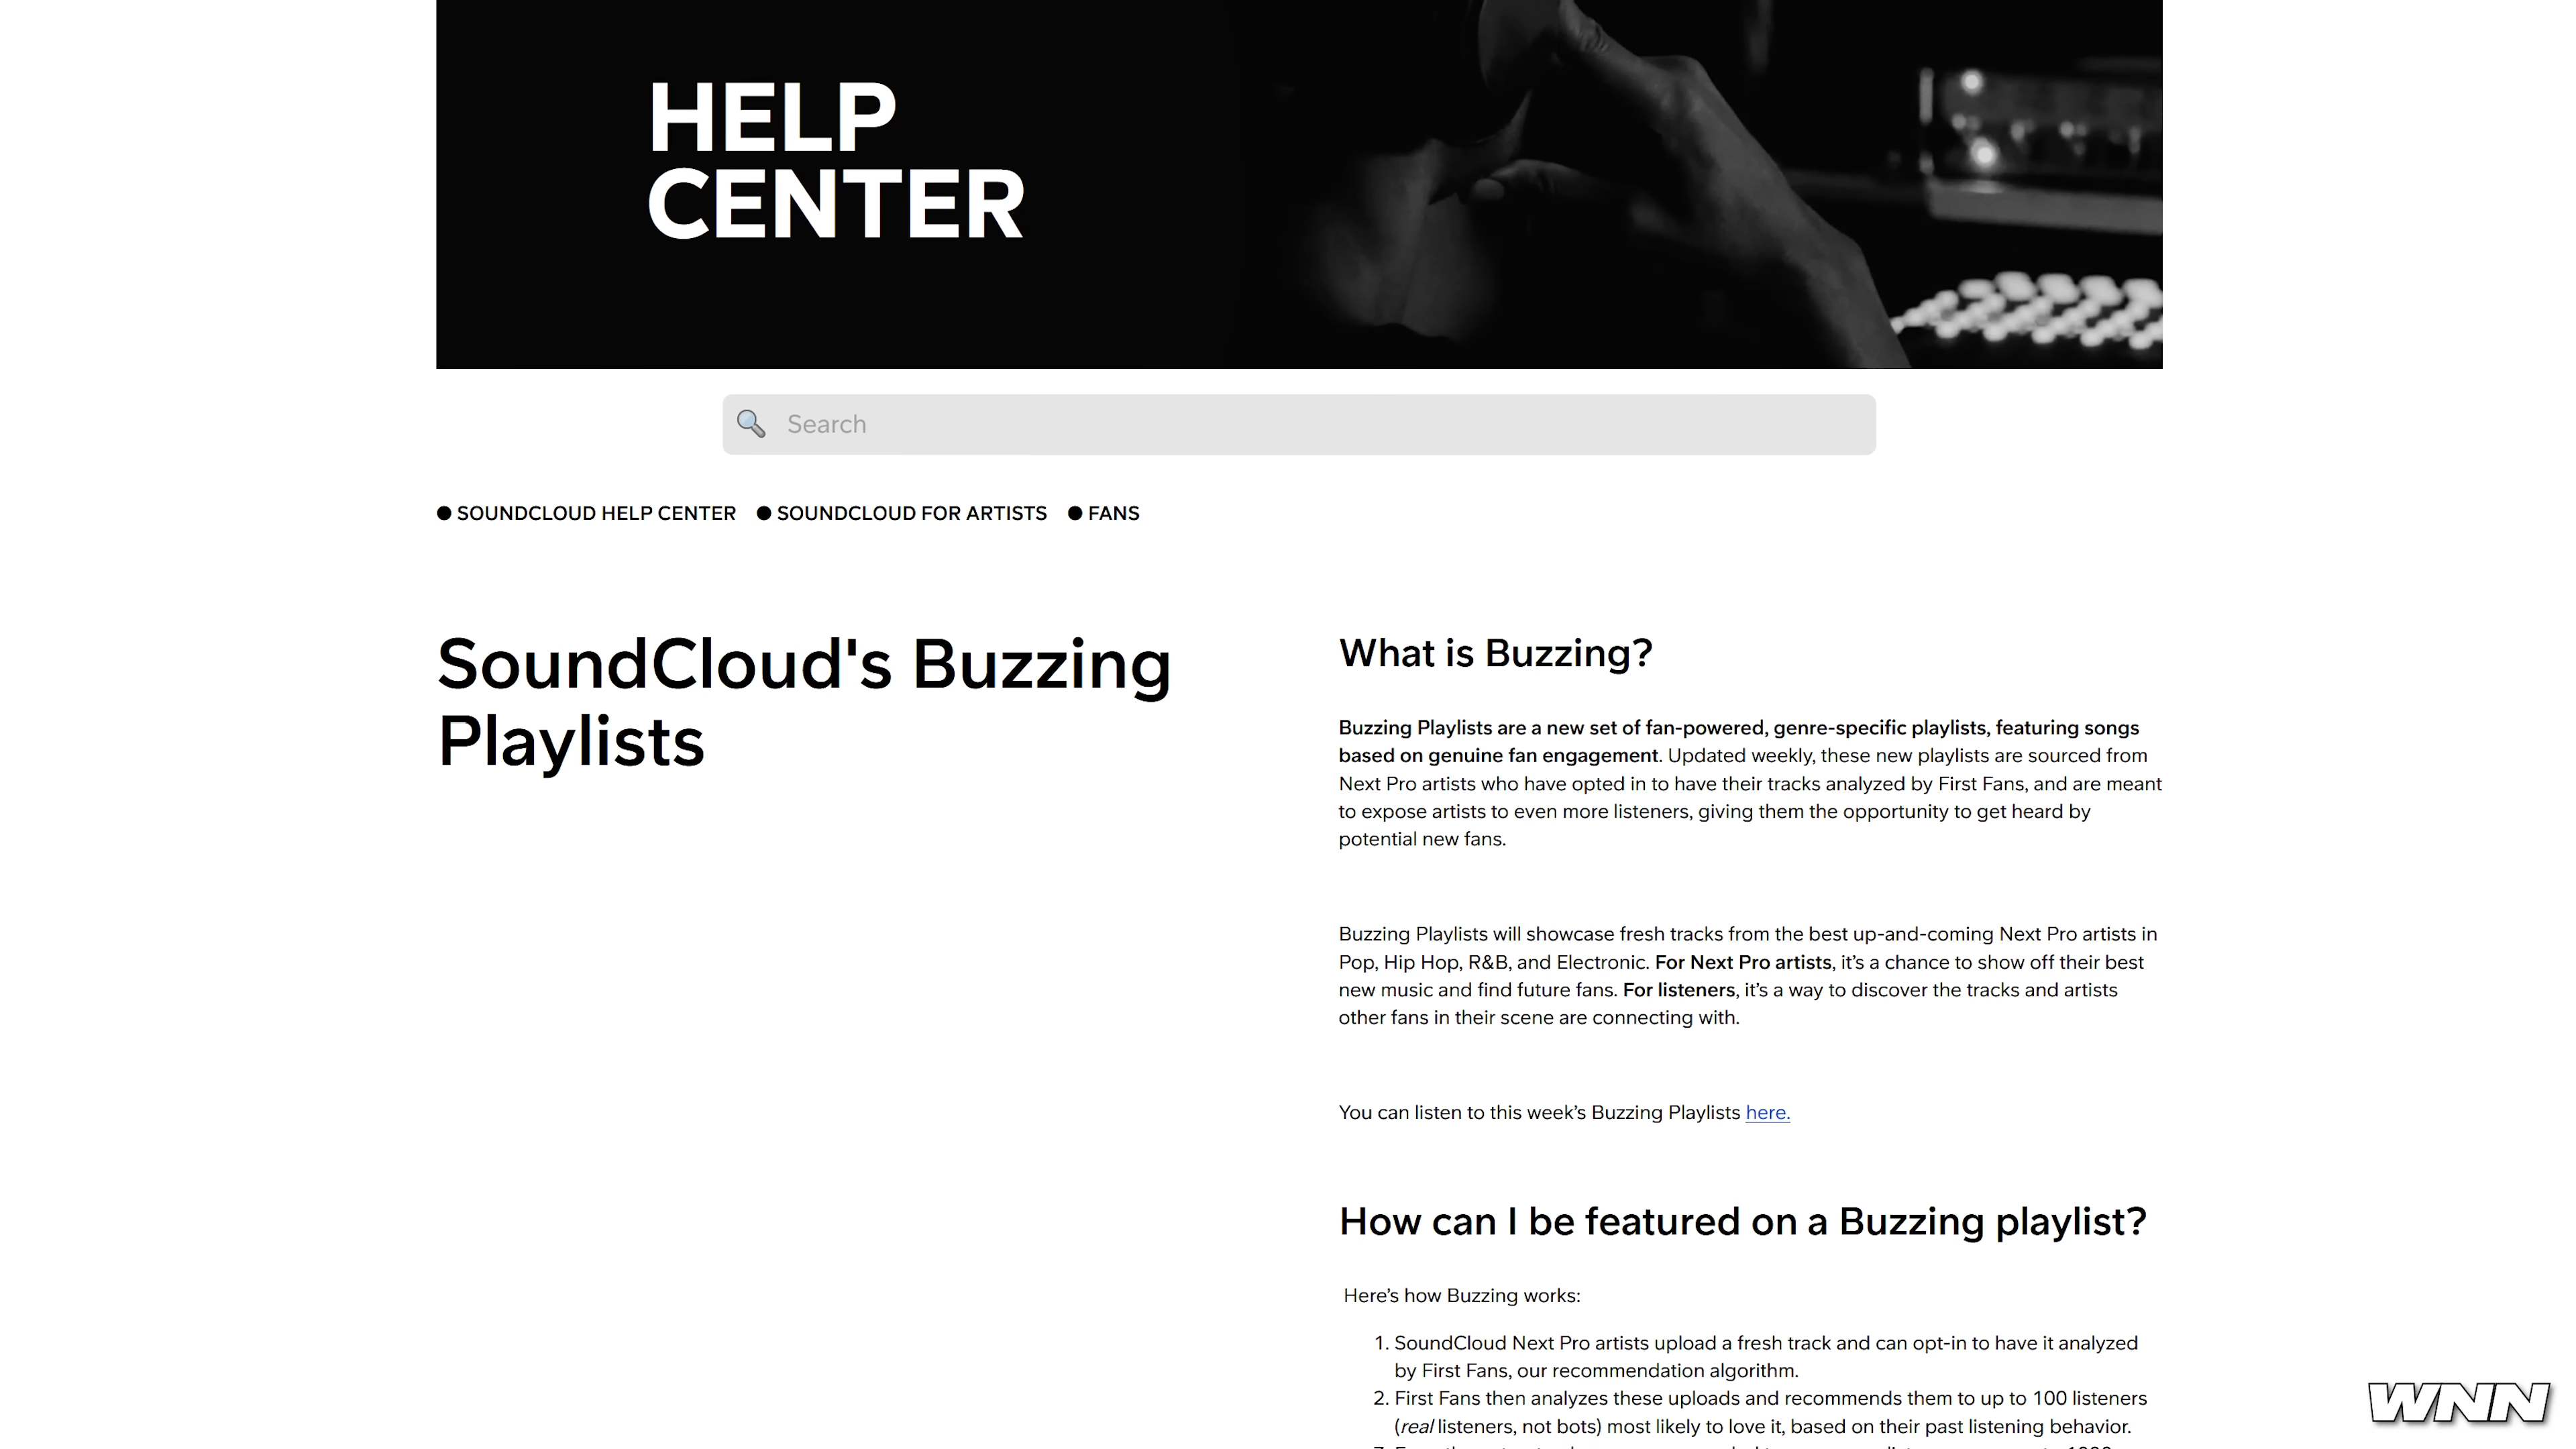 HELP
CENTER
Search
SOUNDCLOUD HELP CENTER SOUNDCLOUD FOR ARTISTS FANS
SoundCloud's Buzzing
Playlists
What is Buzzing?
Buzzing Playlists are a new set of fan-powered, genre-specific playlists, featuring songs
based on genuine fan engagement. Updated weekly, these new playlists are sourced from
Next Pro artists who have opted in to have their tracks analyzed by First Fans, and are meant
to expose artists to even more listeners, giving them the opportunity to get heard by
potential new fans.
Buzzing Playlists will showcase fresh tracks from the best up-and-coming Next Pro artists in
Pop, Hip Hop, R&B, and Electronic. For Next Pro artists, it’s a chance to show off their best
new music and find future fans. For listeners, it’s a way to discover the tracks and artists
other fans in their scene are connecting with.
You can listen to this week’s Buzzing Playlists here.
How can I be featured on a Buzzing playlist?
Here’s how Buzzing works:
1. SoundCloud Next Pro artists upload a fresh track and can opt-in to have it analyzed
by First Fans, our recommendation algorithm.
2. First Fans then analyzes these uploads and recommends them to up to 100 listeners
(real listeners, not bots) most likely to love it, based on their past listening behavior.
WNN